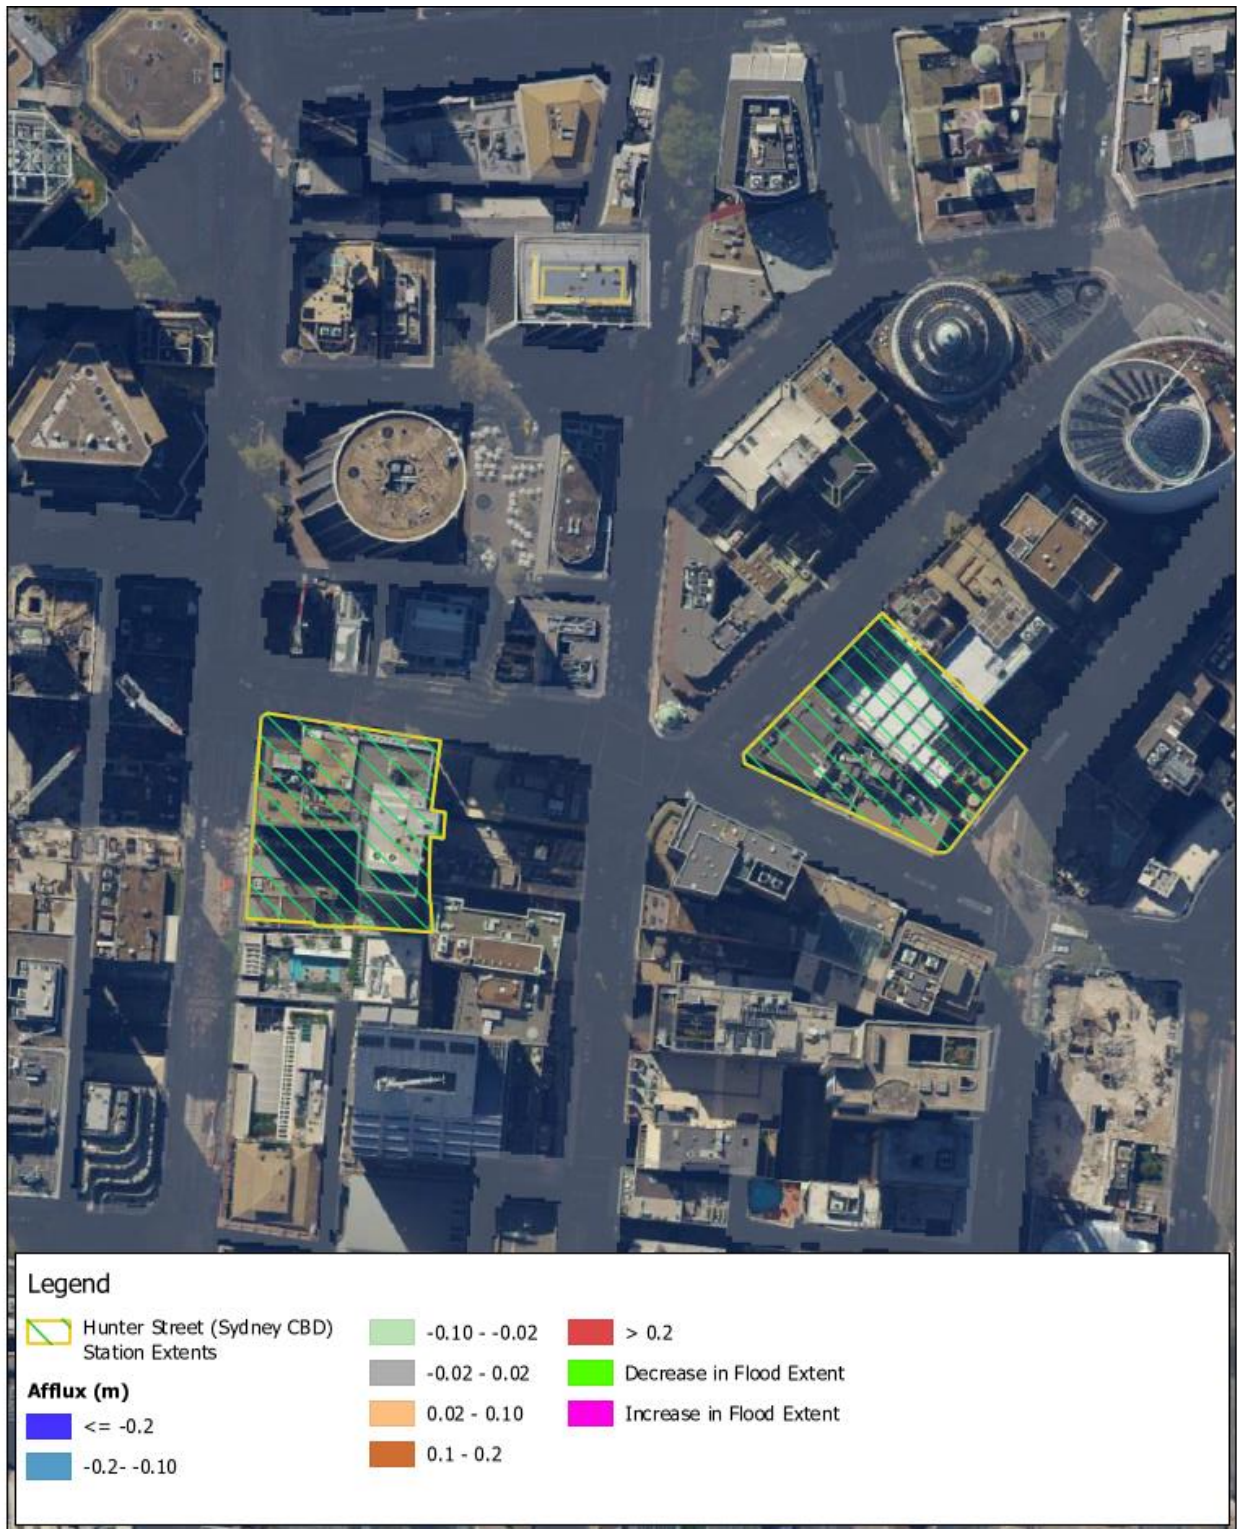 Legend
Hunter Street (Sydney CBD)
Station Extents
Afflux (m)
<= -0.2
-0.2- -0.10
-0.10 - -0.02
-0.02 - 0.02
0.02 - 0.10
0.1 - 0.2
> 0.2
Decrease in Flood Extent
Increase in Flood Extent